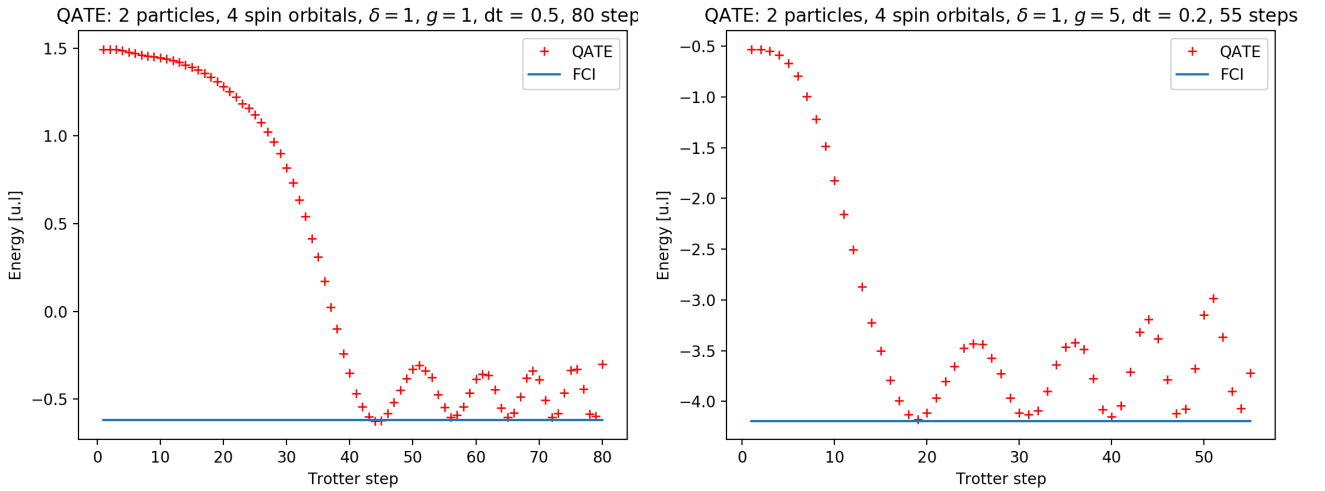 QATE: 2 particles, 4 spin orbitals, δ = 1, g = 1, dt = 0.5, 80 step
QATE
FCI
1.5
1.0
0.5
0.0
−0.5
Energy [u.l]
0 10 20 30 40 50 60 70 80
Trotter step
QATE: 2 particles, 4 spin orbitals, δ = 1, g = 5, dt = 0.2, 55 steps
QATE
FCI
−0.5
−1.0
−1.5
−2.0
−2.5
−3.0
−3.5
−4.0
Energy [u.l]
0 10 20 30 40 50
Trotter step